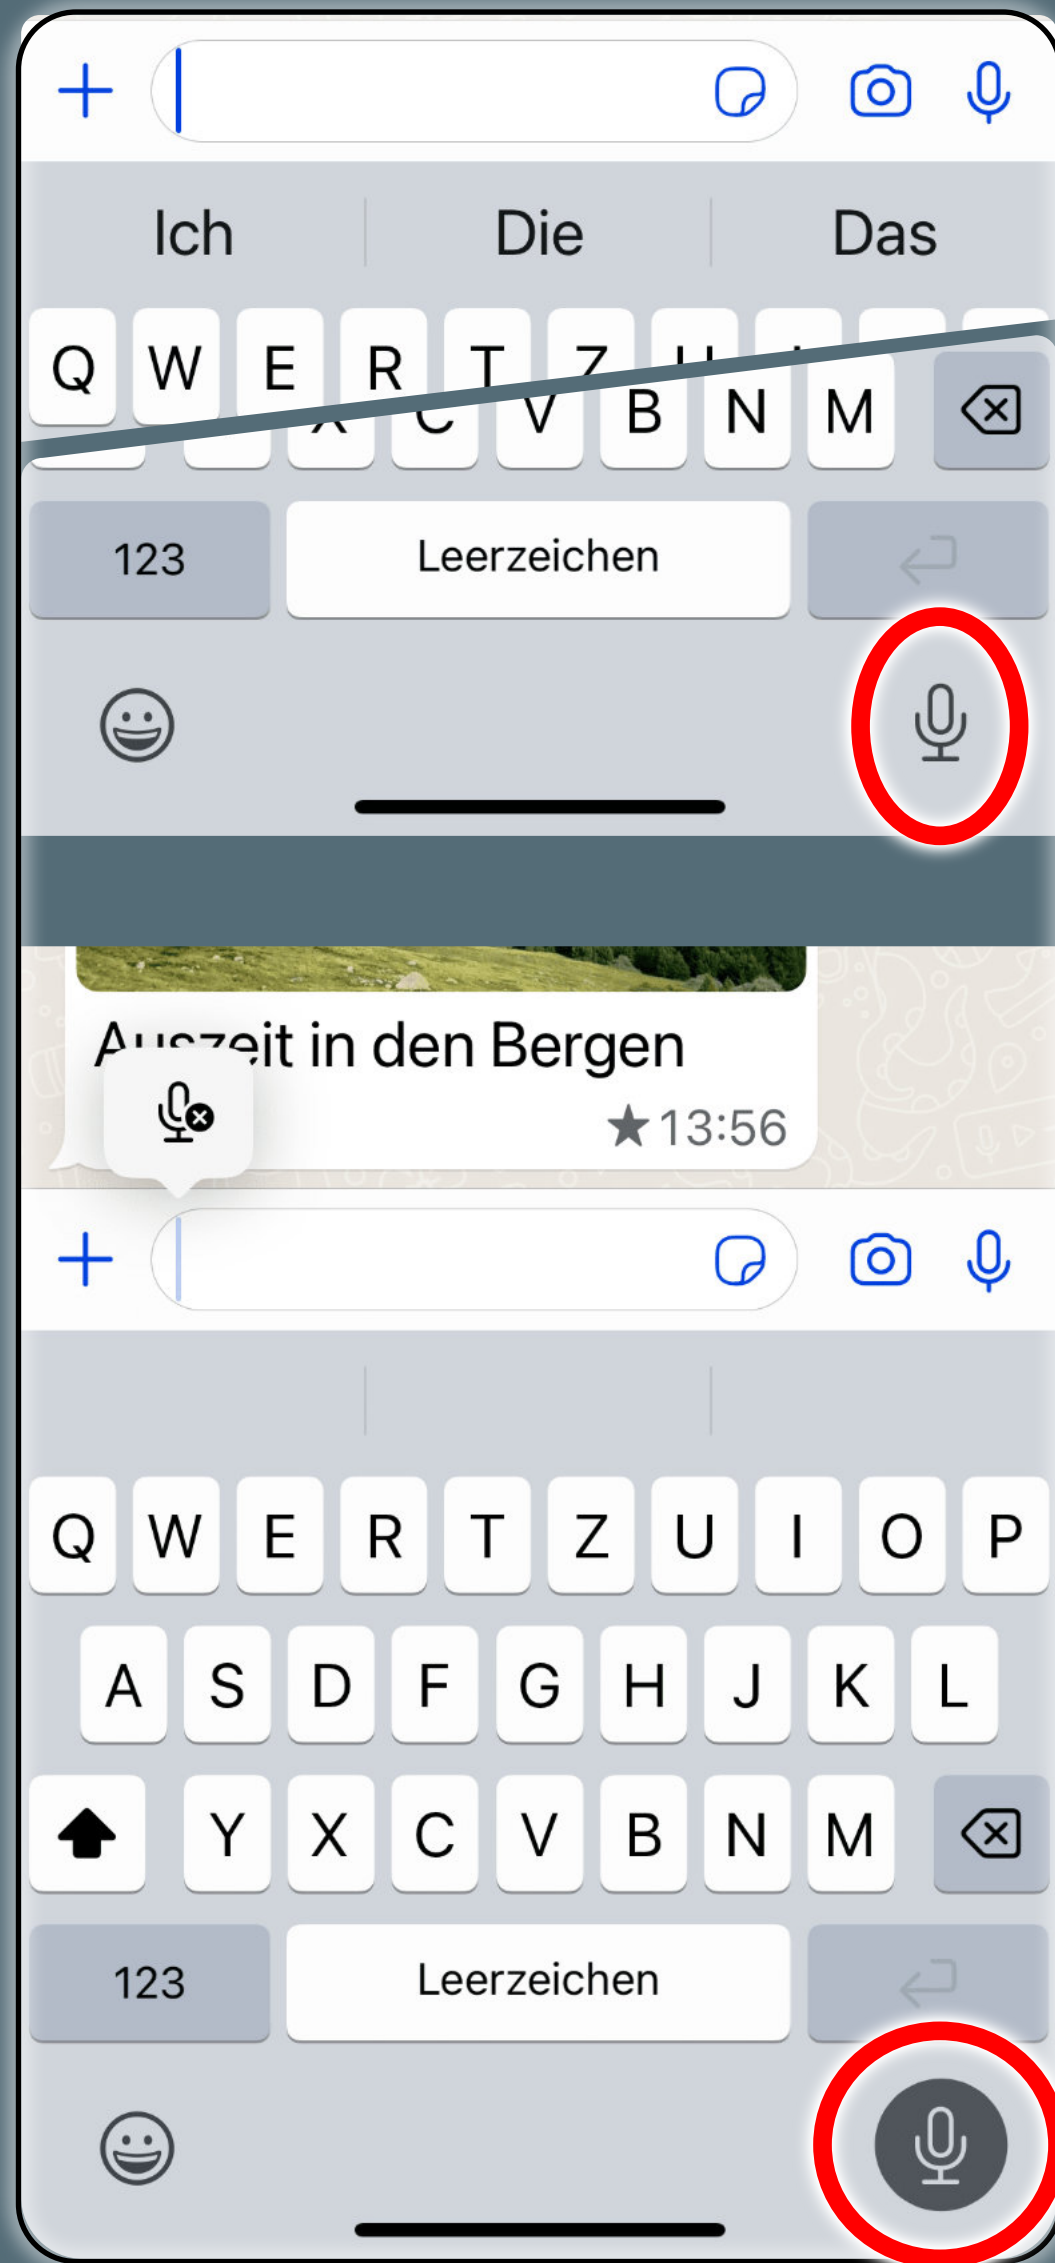 Ich Die Das
Q W E R T Z
C V B N M
123 Leerzeichen
Auszeit in den Bergen
13:56
Q W E R T Z U I O P
A S D F G H J K L
Y X C V B N M
123 Leerzeichen